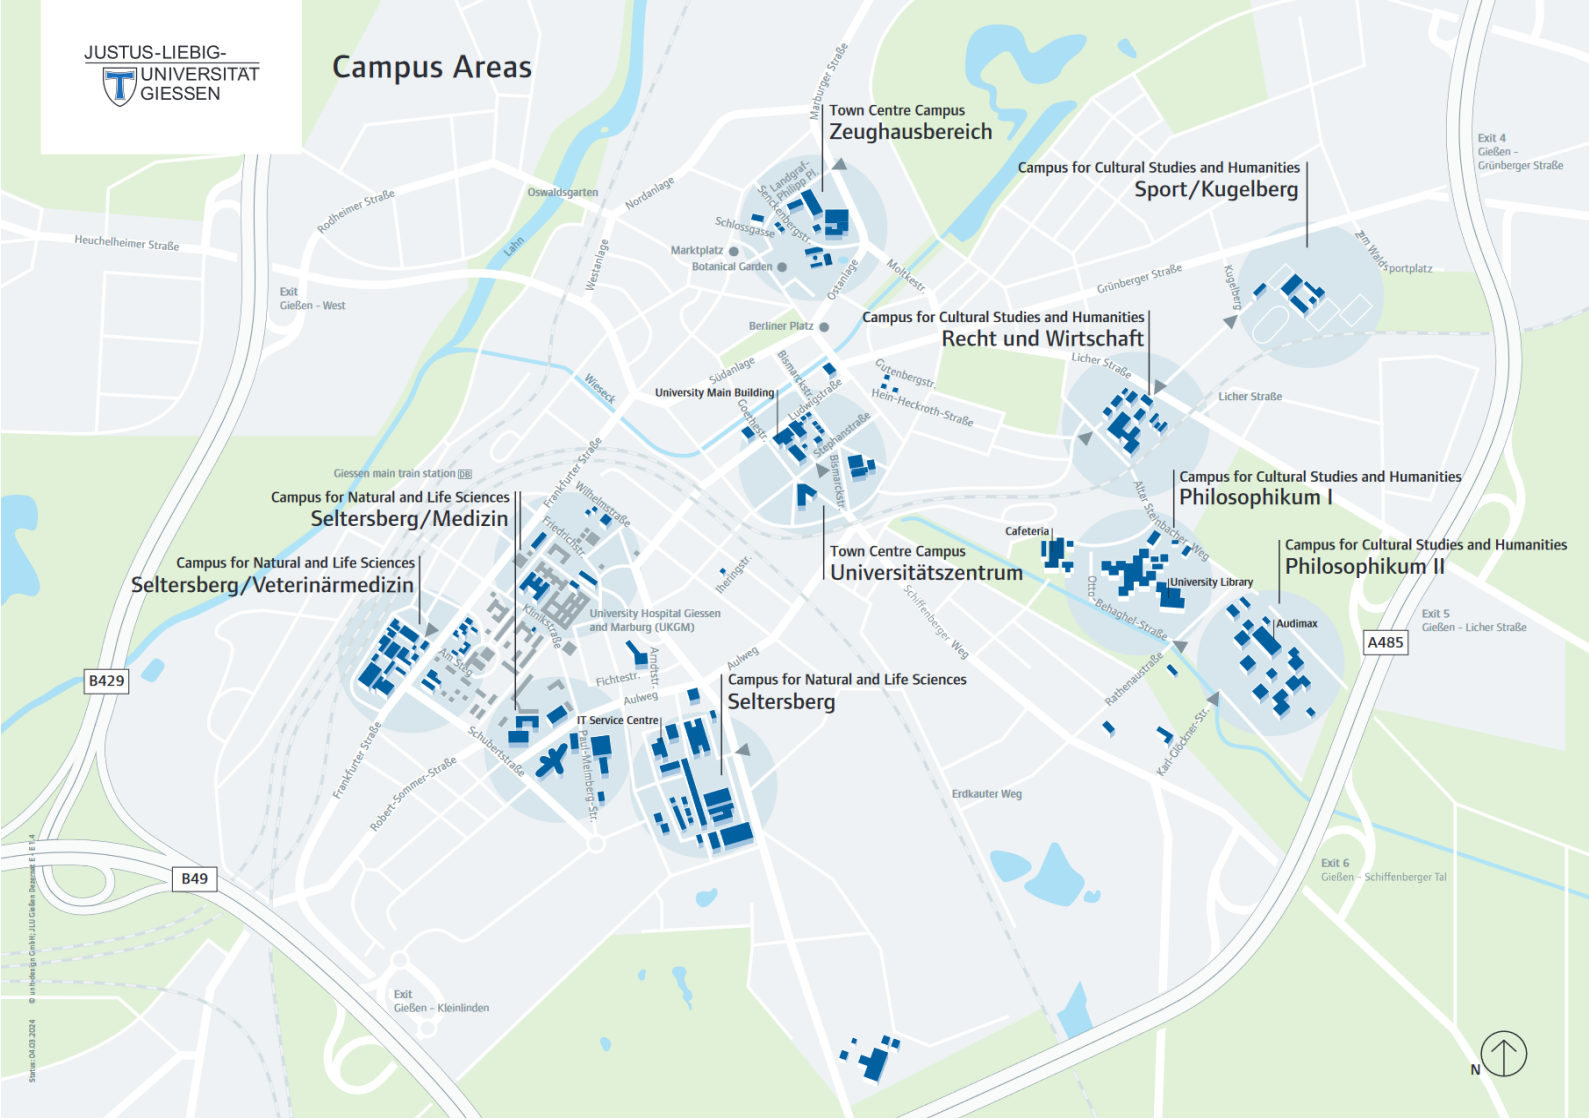 JUSTUS-LIEBIG-
UNIVERSITÄT
GIESSEN
Campus Areas
Marburger Straße
Town Centre Campus
Zeughausbereich
Exit 4
Gießen –
Grünberger Straße
Campus for Cultural Studies and Humanities
Sport/Kugelberg
Landgraf-
Philipp Pl.
Senckenbergstr.
Schlossgasse
Oswaldsgarten
Nordanlage
Rodheimer Straße
Heuchelheimer Straße
Lahn
Westanlage
Marktplatz
Botanical Garden
Ostanlage
Moltkestr.
Grünberger Straße
Kugelberg
Am Waldsportplatz
Exit
Gießen – West
Berliner Platz
Campus for Cultural Studies and Humanities
Recht und Wirtschaft
Licher Straße
Licher Straße
Südanlage
Bismarckstr.
Gutenbergstr.
Hein-Heckroth-Straße
Wieseck
University Main Building
Goethestr.
Ludwigstraße
Stephanstraße
Bismarckstr.
Frankfurter Straße
Giessen main train station DB
Campus for Natural and Life Sciences
Seltersberg/Medizin
Wilhelmstraße
Friedrichstr.
Campus for Cultural Studies and Humanities
Philosophikum I
Alter Steinbacher Weg
Cafeteria
Town Centre Campus
Universitätszentrum
Campus for Cultural Studies and Humanities
Philosophikum II
Campus for Natural and Life Sciences
Seltersberg/Veterinärmedizin
Iheringstr.
University Library
Otto-Behaghel-Straße
Schiffenberger Weg
Audimax
Exit 5
Gießen – Licher Straße
A485
University Hospital Giessen
and Marburg (UKGM)
Klinikstraße
Am Steg
B429
Fichtestr.
Arndtstr.
Aulweg
Aulweg
Rathenaustraße
Karl-Glöckner-Str.
Campus for Natural and Life Sciences
Seltersberg
IT Service Centre
Frankfurter Straße
Schubertstraße
Paul-Meimberg-Str.
Robert-Sommer-Straße
Erdkauter Weg
B49
Exit 6
Gießen – Schiffenberger Tal
Exit
Gießen – Kleinlinden
Status: 04.03.2024
N